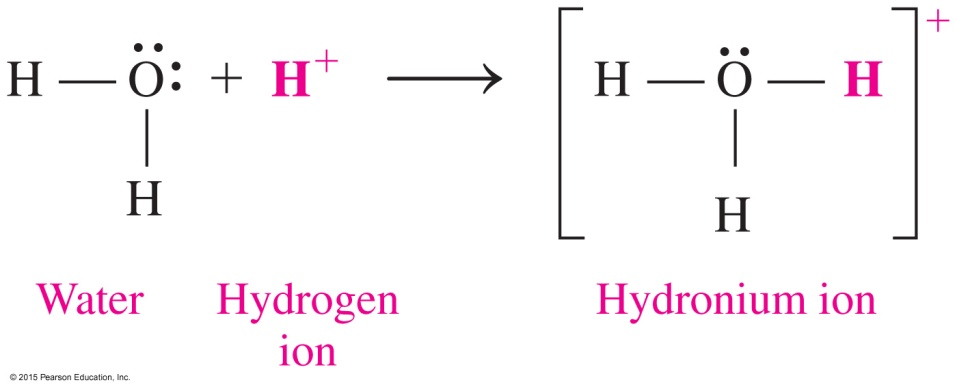 H — Ö: + H⁺ ⟶ [H — Ö — H]⁺
H H
Water Hydrogen ion Hydronium ion
© 2015 Pearson Education, Inc.